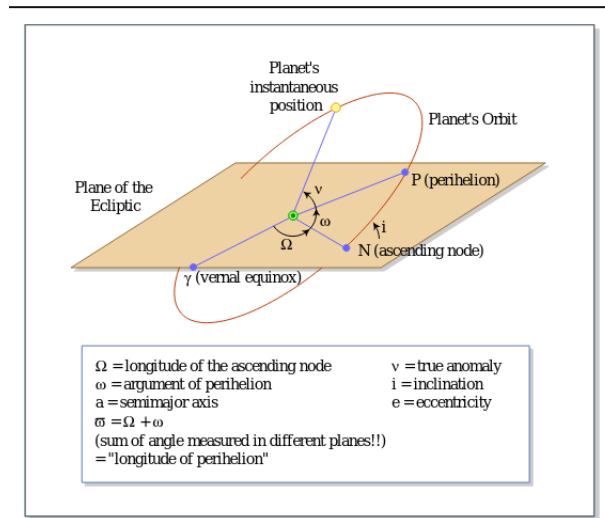 Planet's
instantaneous
position
Planet's Orbit
P (perihelion)
Plane of the
Ecliptic
ν
ω
i
Ω
N (ascending node)
γ (vernal equinox)
Ω = longitude of the ascending node
ω = argument of perihelion
a = semimajor axis
ϖ = Ω + ω
(sum of angle measured in different planes!!)
= "longitude of perihelion"
ν = true anomaly
i = inclination
e = eccentricity